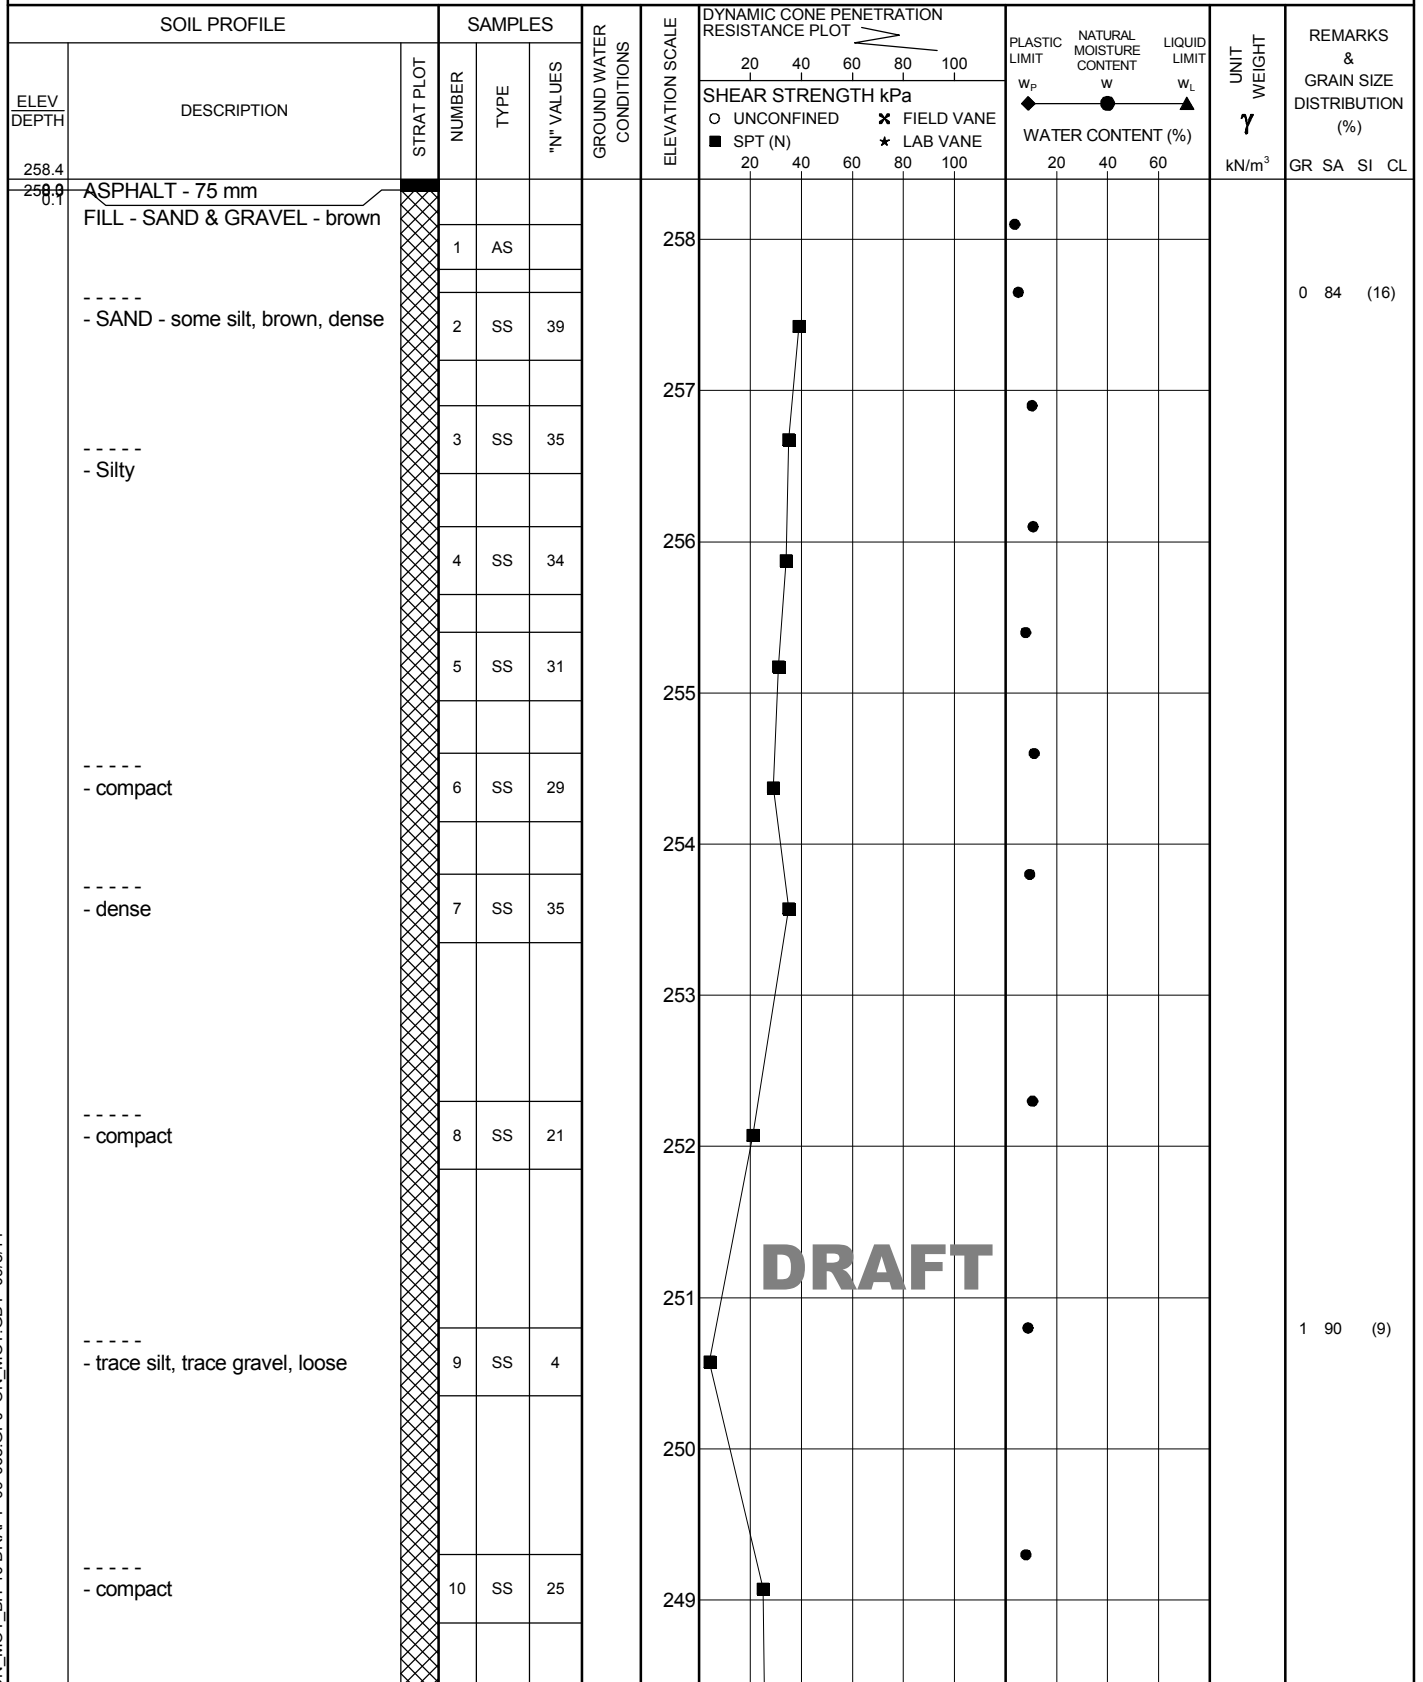 SOIL PROFILE
SAMPLES
GROUND WATER
CONDITIONS
ELEVATION SCALE
DYNAMIC CONE PENETRATION
RESISTANCE PLOT
20 40 60 80 100
SHEAR STRENGTH kPa
UNCONFINED
FIELD VANE
SPT (N)
LAB VANE
20 40 60 80 100
PLASTIC
LIMIT
NATURAL
MOISTURE
CONTENT
LIQUID
LIMIT
WP
W
WL
WATER CONTENT (%)
20 40 60
UNIT
WEIGHT
γ
kN/m³
REMARKS
&
GRAIN SIZE
DISTRIBUTION
(%)
GR SA SI CL
ELEV
DEPTH
DESCRIPTION
STRAT PLOT
NUMBER
TYPE
"N" VALUES
258.4
0.1
ASPHALT - 75 mm
FILL - SAND & GRAVEL - brown
258
1 AS
0 84 (16)
- - - - -
- SAND - some silt, brown, dense
2 SS 39
257
- - - - -
- Silty
3 SS 35
256
4 SS 34
5 SS 31
255
- - - - -
- compact
6 SS 29
254
- - - - -
- dense
7 SS 35
253
- - - - -
- compact
8 SS 21
252
DRAFT
251
1 90 (9)
- - - - -
- trace silt, trace gravel, loose
9 SS 4
250
- - - - -
- compact
10 SS 25
249